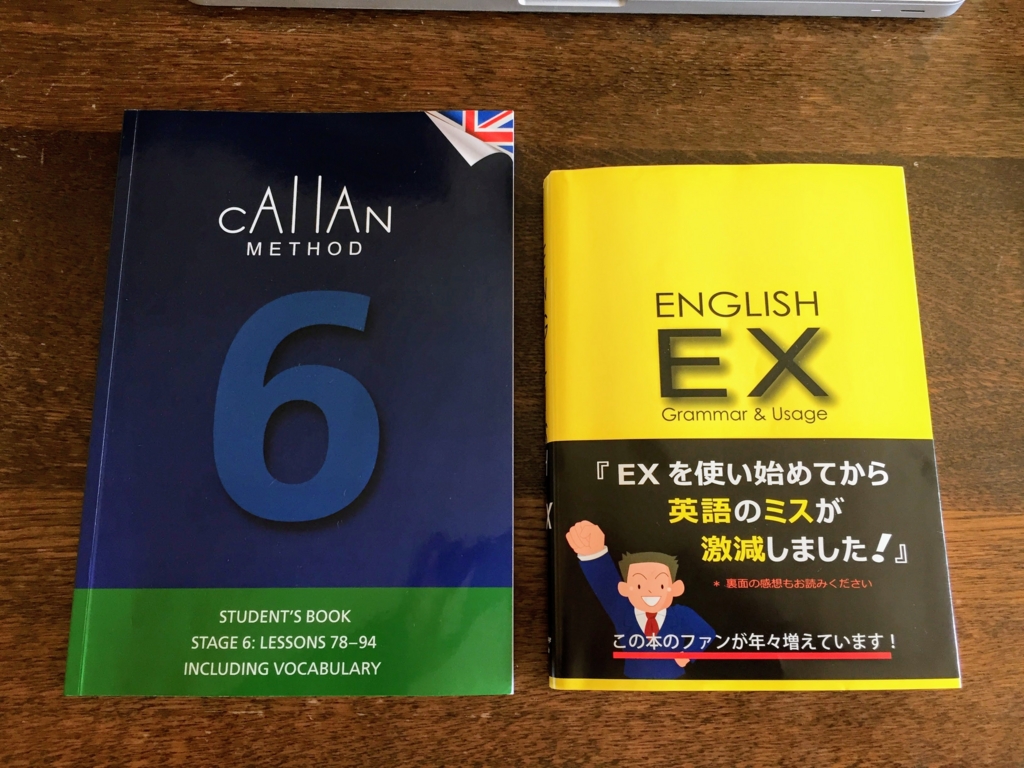 CAllAN
METHOD
6
STUDENT'S BOOK
STAGE 6: LESSONS 78–94
INCLUDING VOCABULARY
ENGLISH
EX
Grammar & Usage
『EXを使い始めてから
英語のミスが
激減しました!』
* 裏面の感想もお読みください
この本のファンが年々増えています!